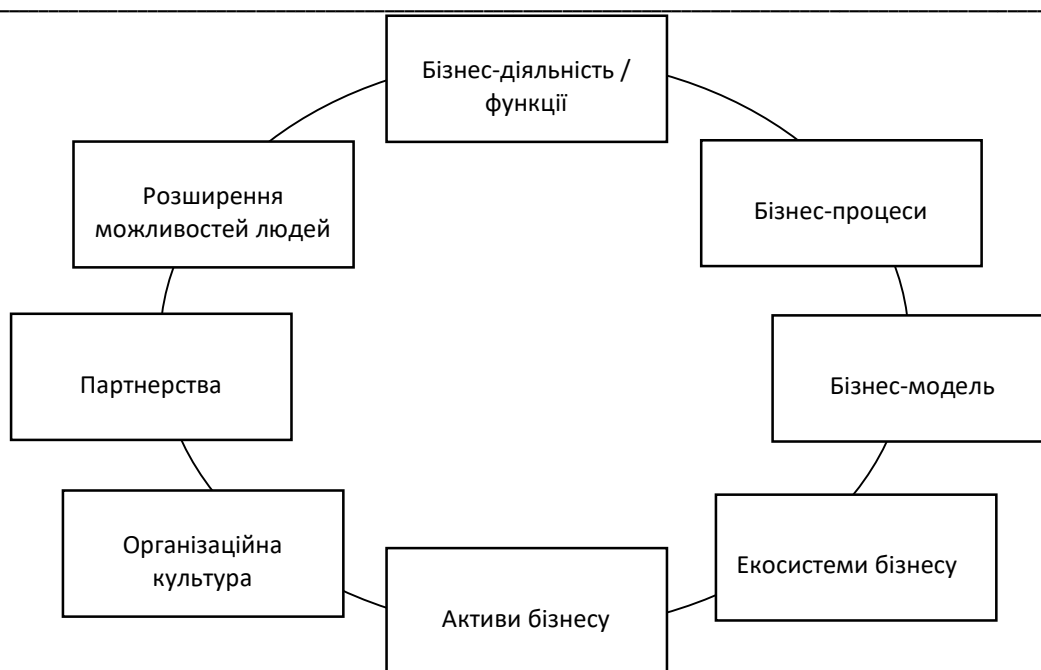 Бізнес-діяльність /
функції
Бізнес-процеси
Бізнес-модель
Екосистеми бізнесу
Активи бізнесу
Організаційна
культура
Партнерства
Розширення
можливостей людей